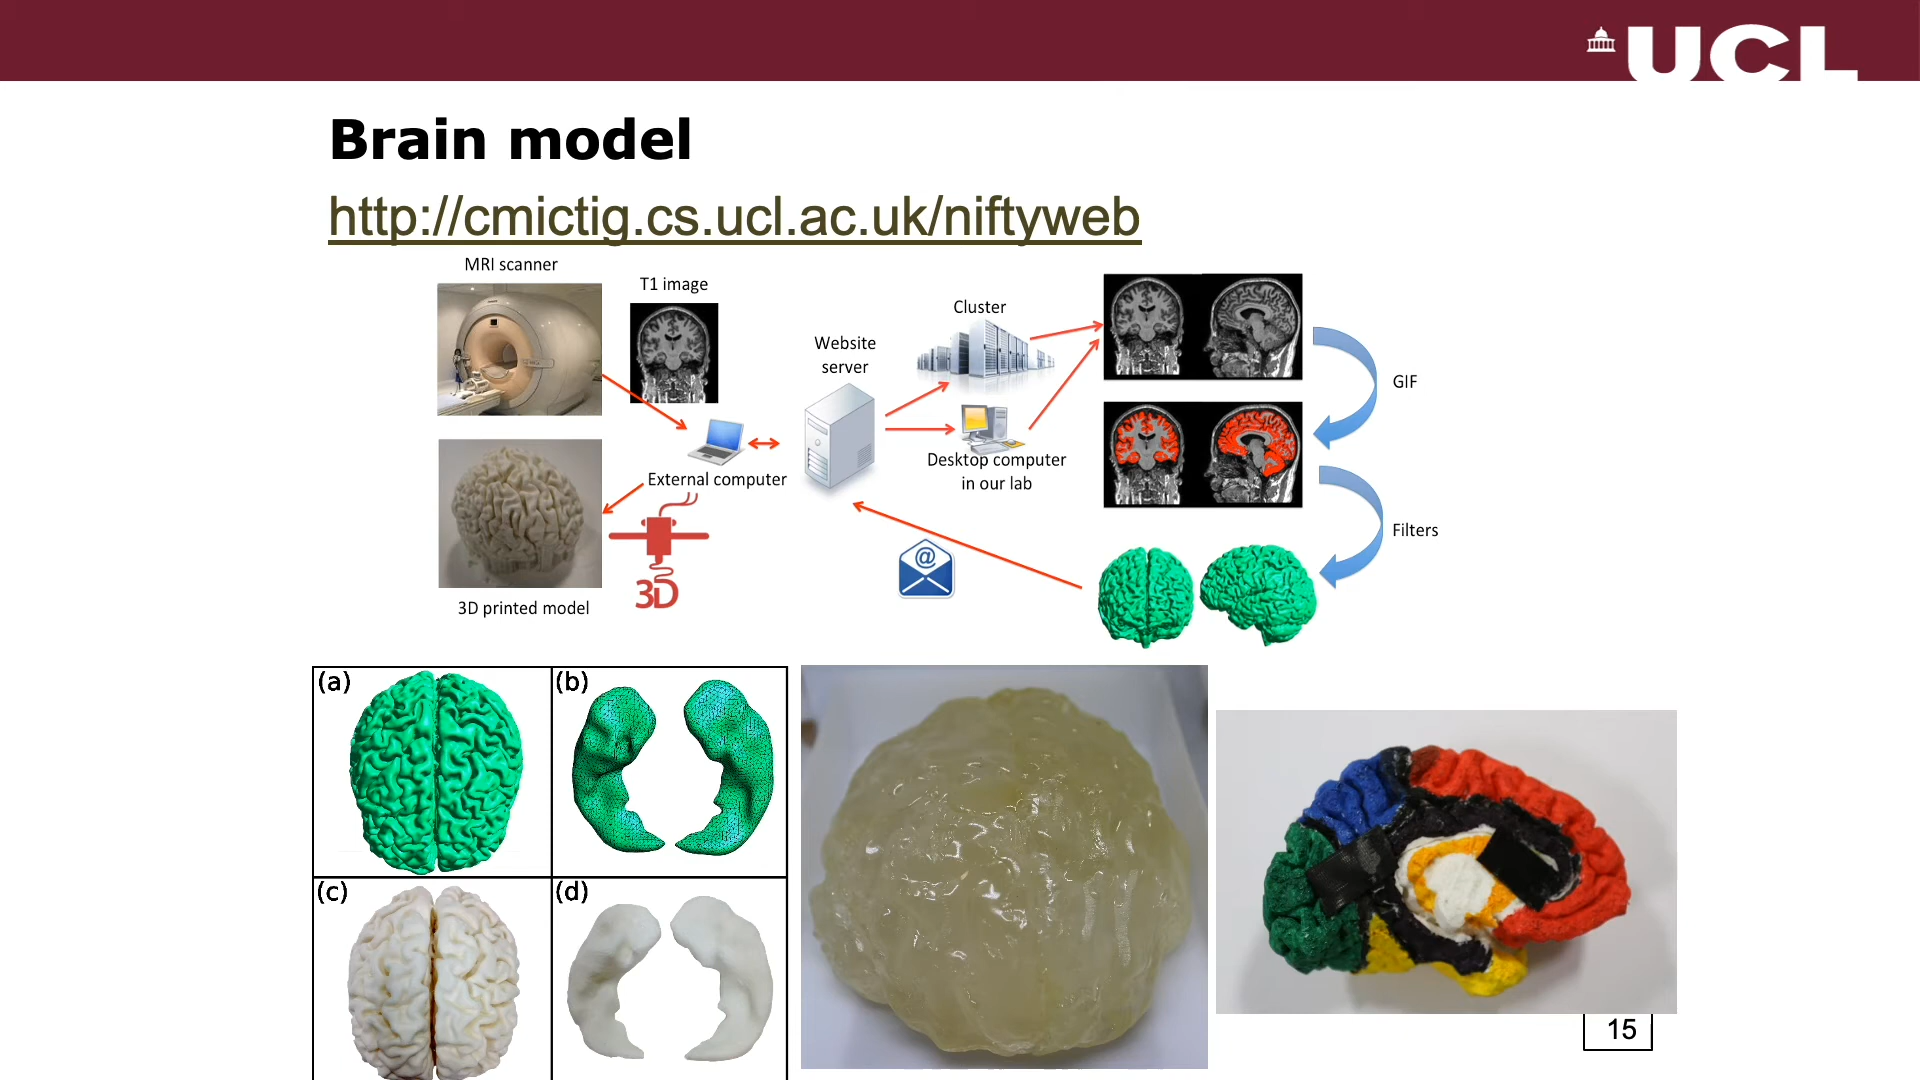 UCL
Brain model
http://cmictig.cs.ucl.ac.uk/niftyweb
MRI scanner
T1 image
Cluster
Website
server
GIF
External computer
Desktop computer
in our lab
Filters
@
3D
3D printed model
(a)
(b)
(c)
(d)
15